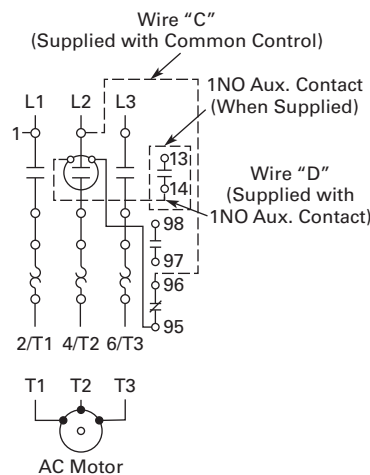 Wire “C”
(Supplied with Common Control)
1NO Aux. Contact
(When Supplied)
L1 L2 L3
1
13
14
Wire “D”
(Supplied with
1NO Aux. Contact)
98
97
96
95
2/T1 4/T2 6/T3
T1 T2 T3
AC Motor